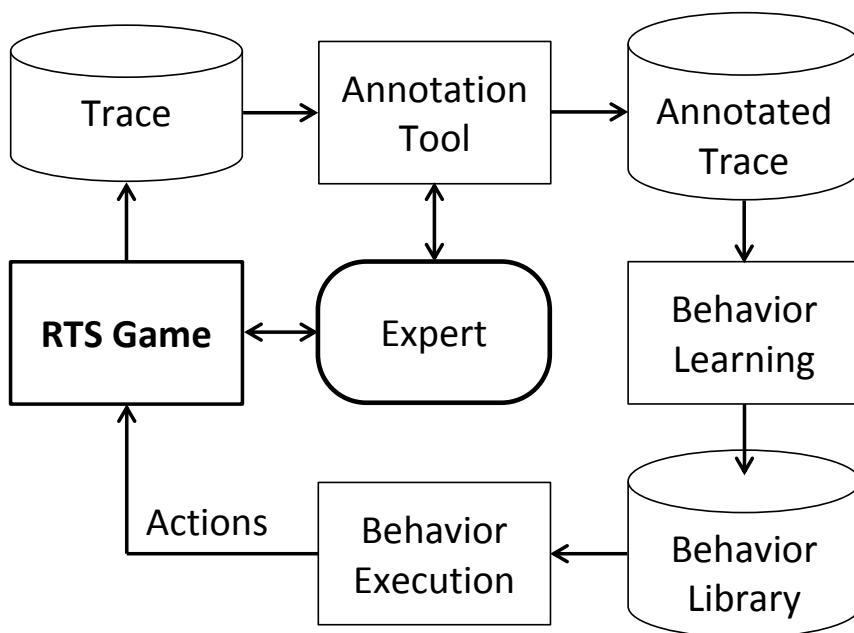 Trace
Annotation
Tool
Annotated
Trace
RTS Game
Expert
Behavior
Learning
Actions
Behavior
Execution
Behavior
Library